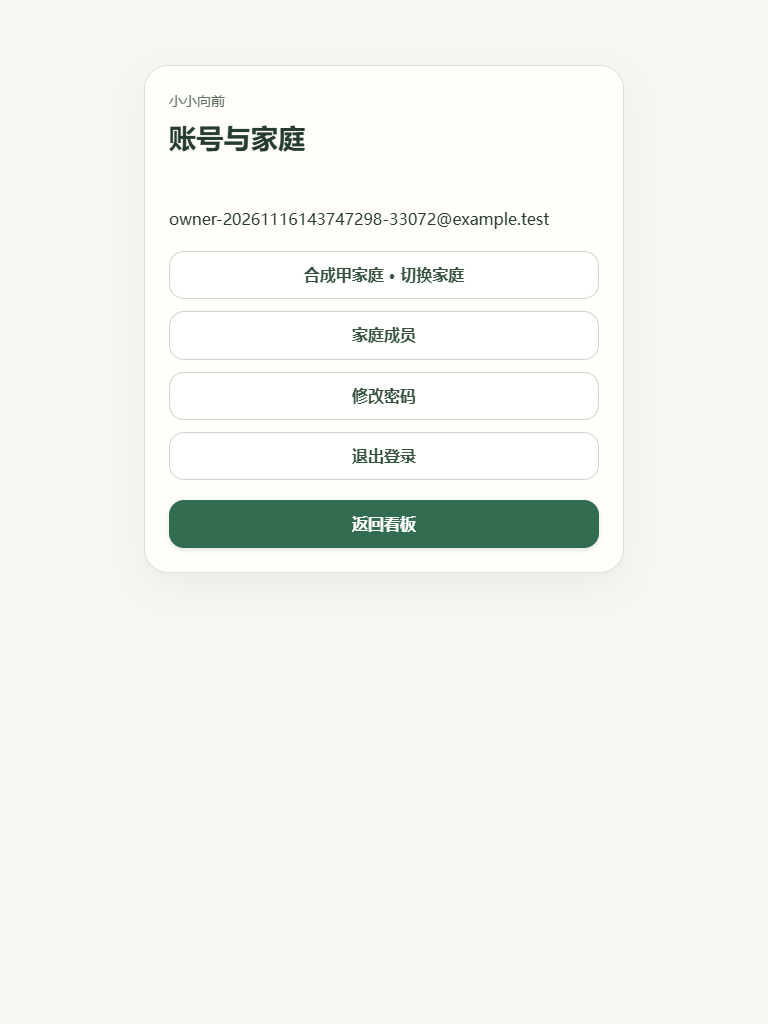 小小向前
账号与家庭
owner-20261116143747298-33072@example.test
合成甲家庭 • 切换家庭
家庭成员
修改密码
退出登录
返回看板